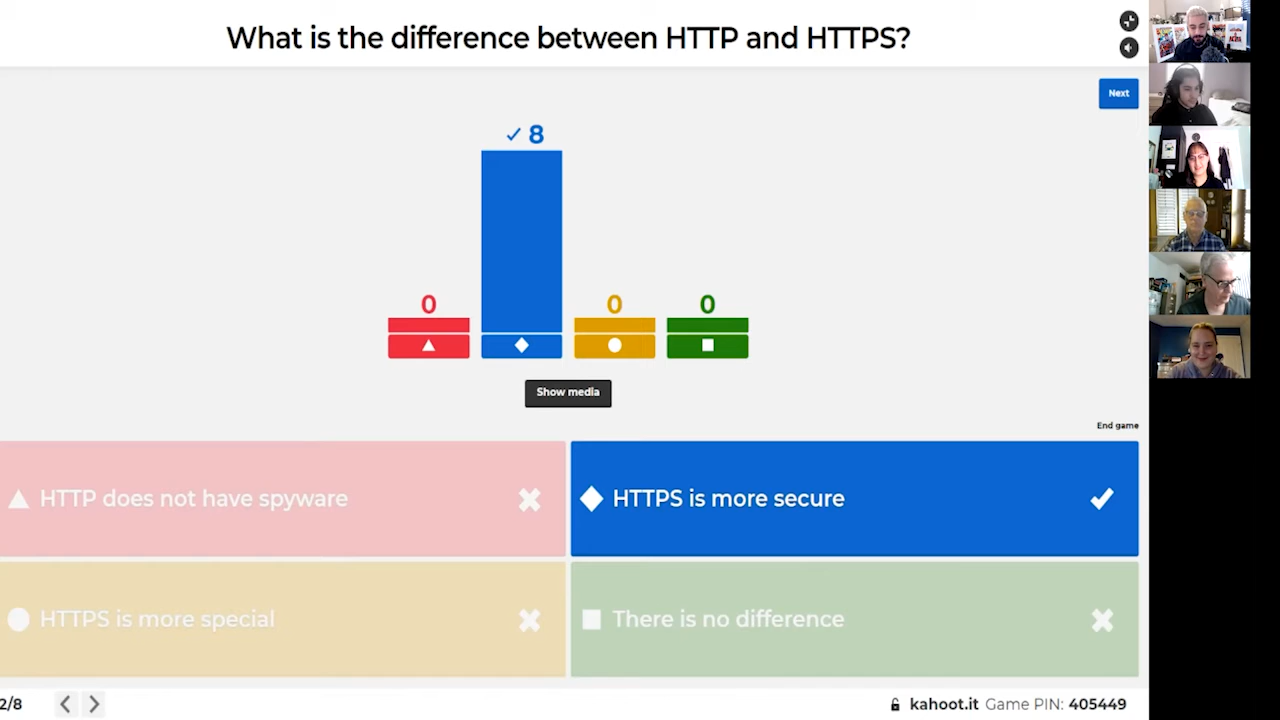 What is the difference between HTTP and HTTPS?
Next
8
0
0
0
Show media
End game
HTTP does not have spyware
HTTPS is more secure
HTTPS is more special
There is no difference
2/8
kahoot.it Game PIN: 405449